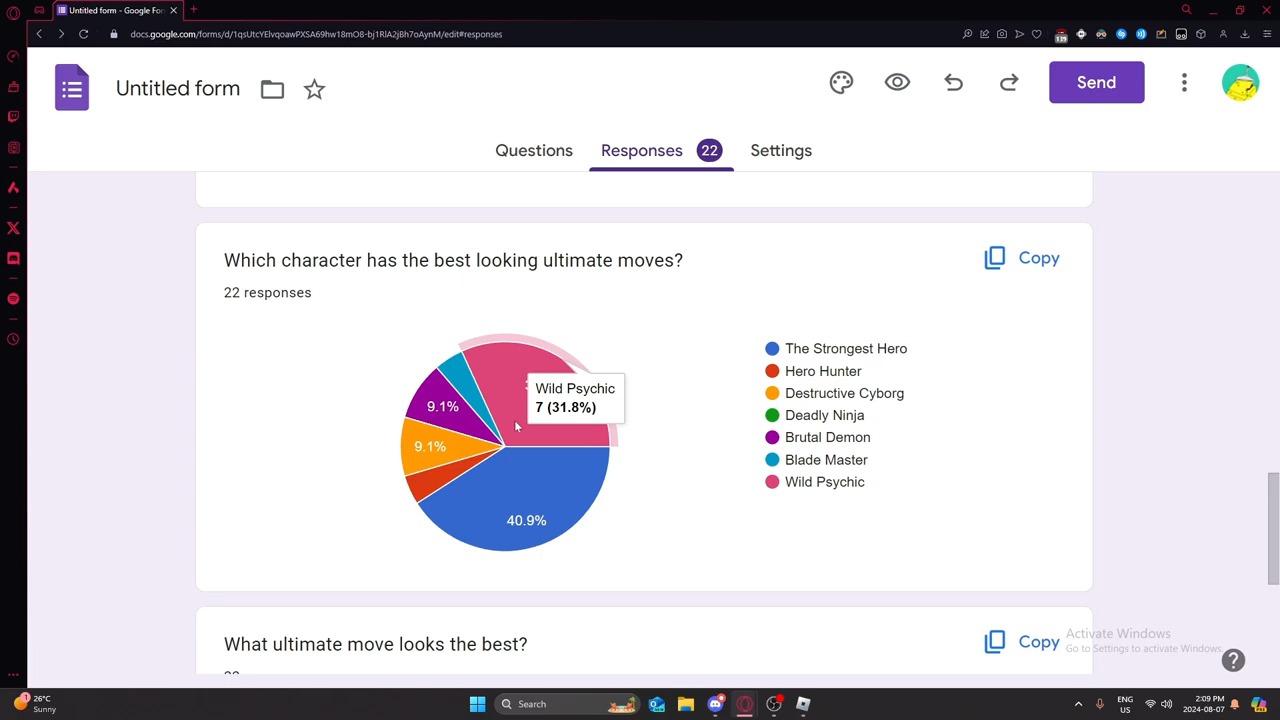 Untitled form - Google For
docs.google.com/forms/d/1qsUtcYElvqoawPXSA69hw18mO8-bj1RlA2jBh7oAynM/edit#responses
139
Untitled form
Send
Questions
Responses 22
Settings
Which character has the best looking ultimate moves?
Copy
22 responses
The Strongest Hero
Hero Hunter
Destructive Cyborg
Deadly Ninja
Brutal Demon
Blade Master
Wild Psychic
Wild Psychic
7 (31.8%)
9.1%
9.1%
40.9%
What ultimate move looks the best?
Copy
Activate Windows
Go to Settings to activate Windows.
1
26°C
Sunny
Search
ENG
US
2:09 PM
2024-08-07